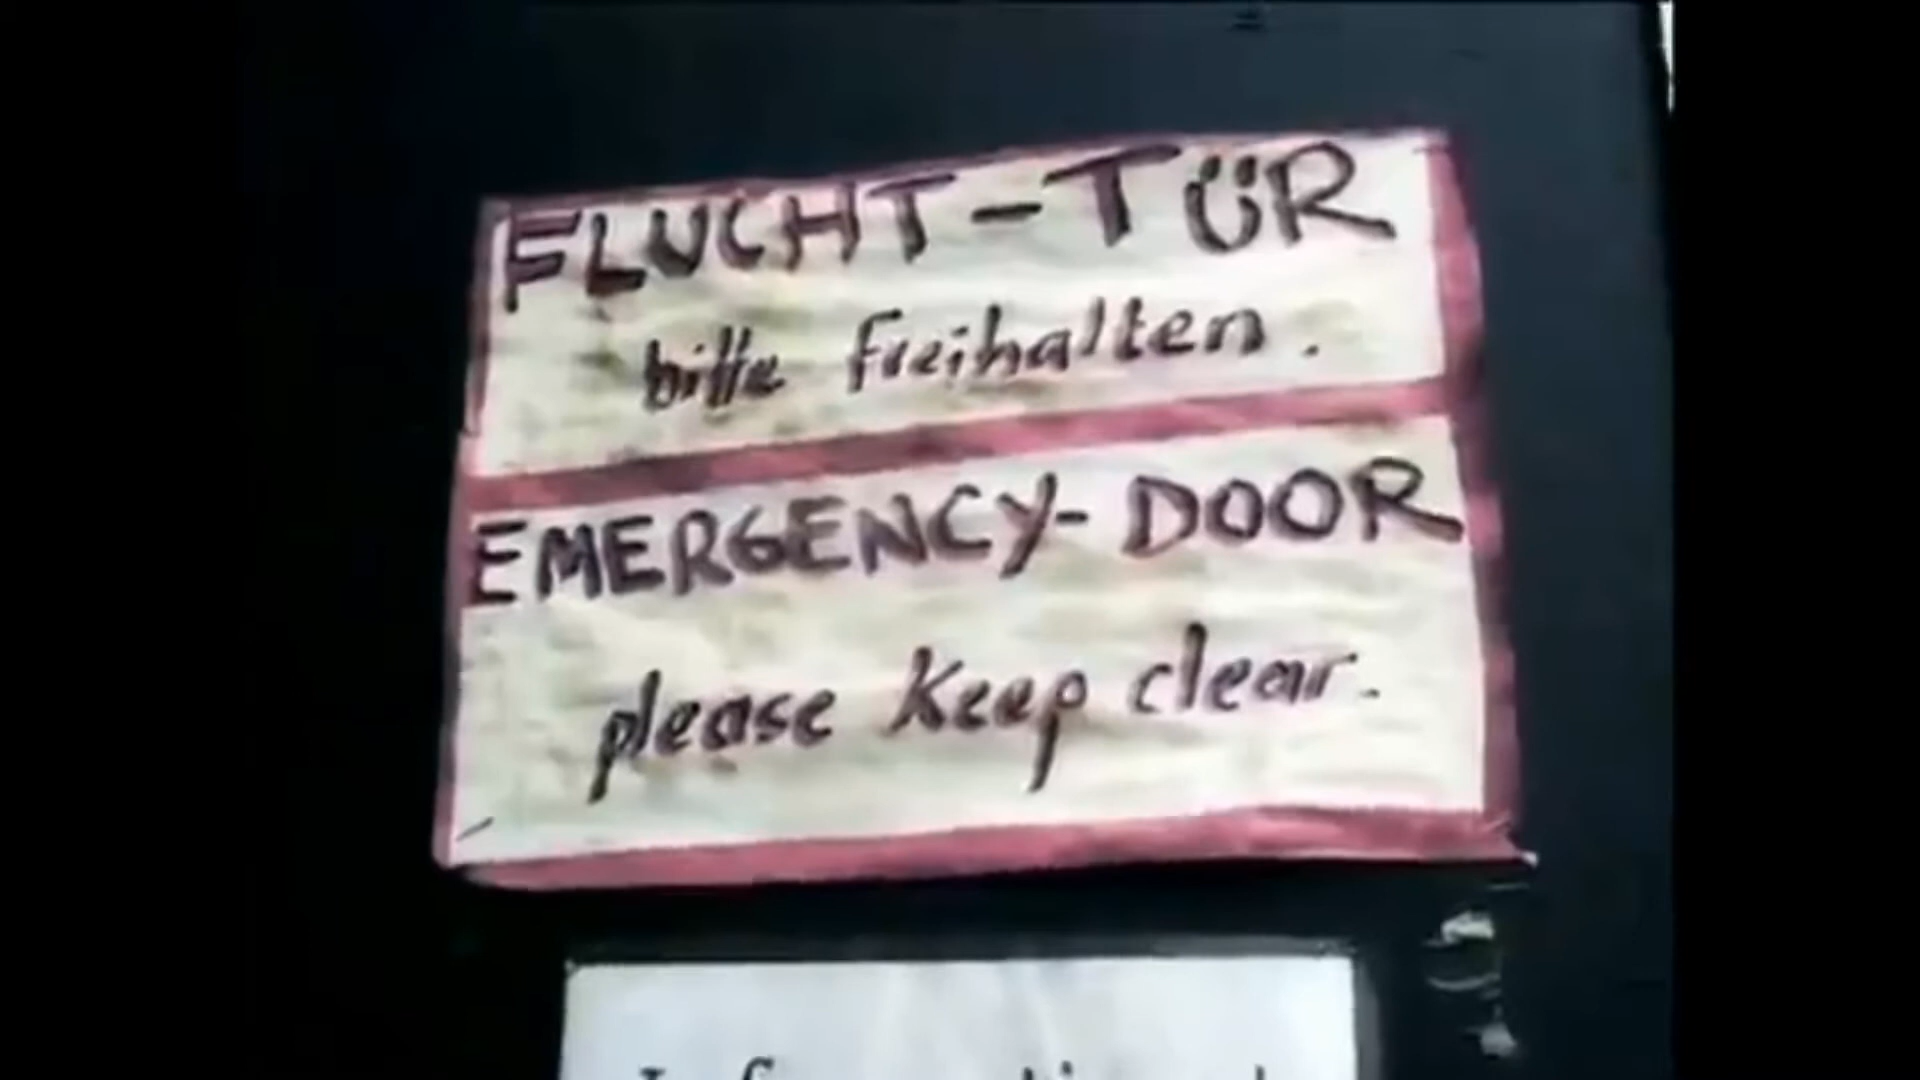 FLUCHT-TÜR
bitte Freihalten.
EMERGENCY-DOOR
please Keep clear.